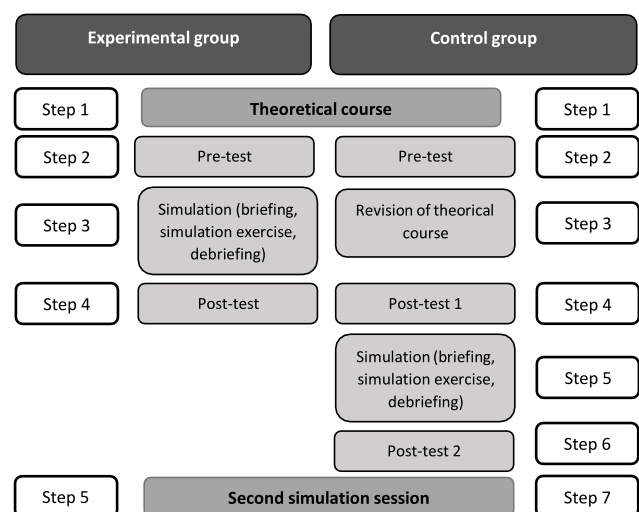 Experimental group
Control group
Step 1
Theoretical course
Step 1
Step 2
Pre-test
Pre-test
Step 2
Step 3
Simulation (briefing,
simulation exercise,
debriefing)
Revision of theorical
course
Step 3
Step 4
Post-test
Post-test 1
Step 4
Simulation (briefing,
simulation exercise,
debriefing)
Step 5
Post-test 2
Step 6
Step 5
Second simulation session
Step 7